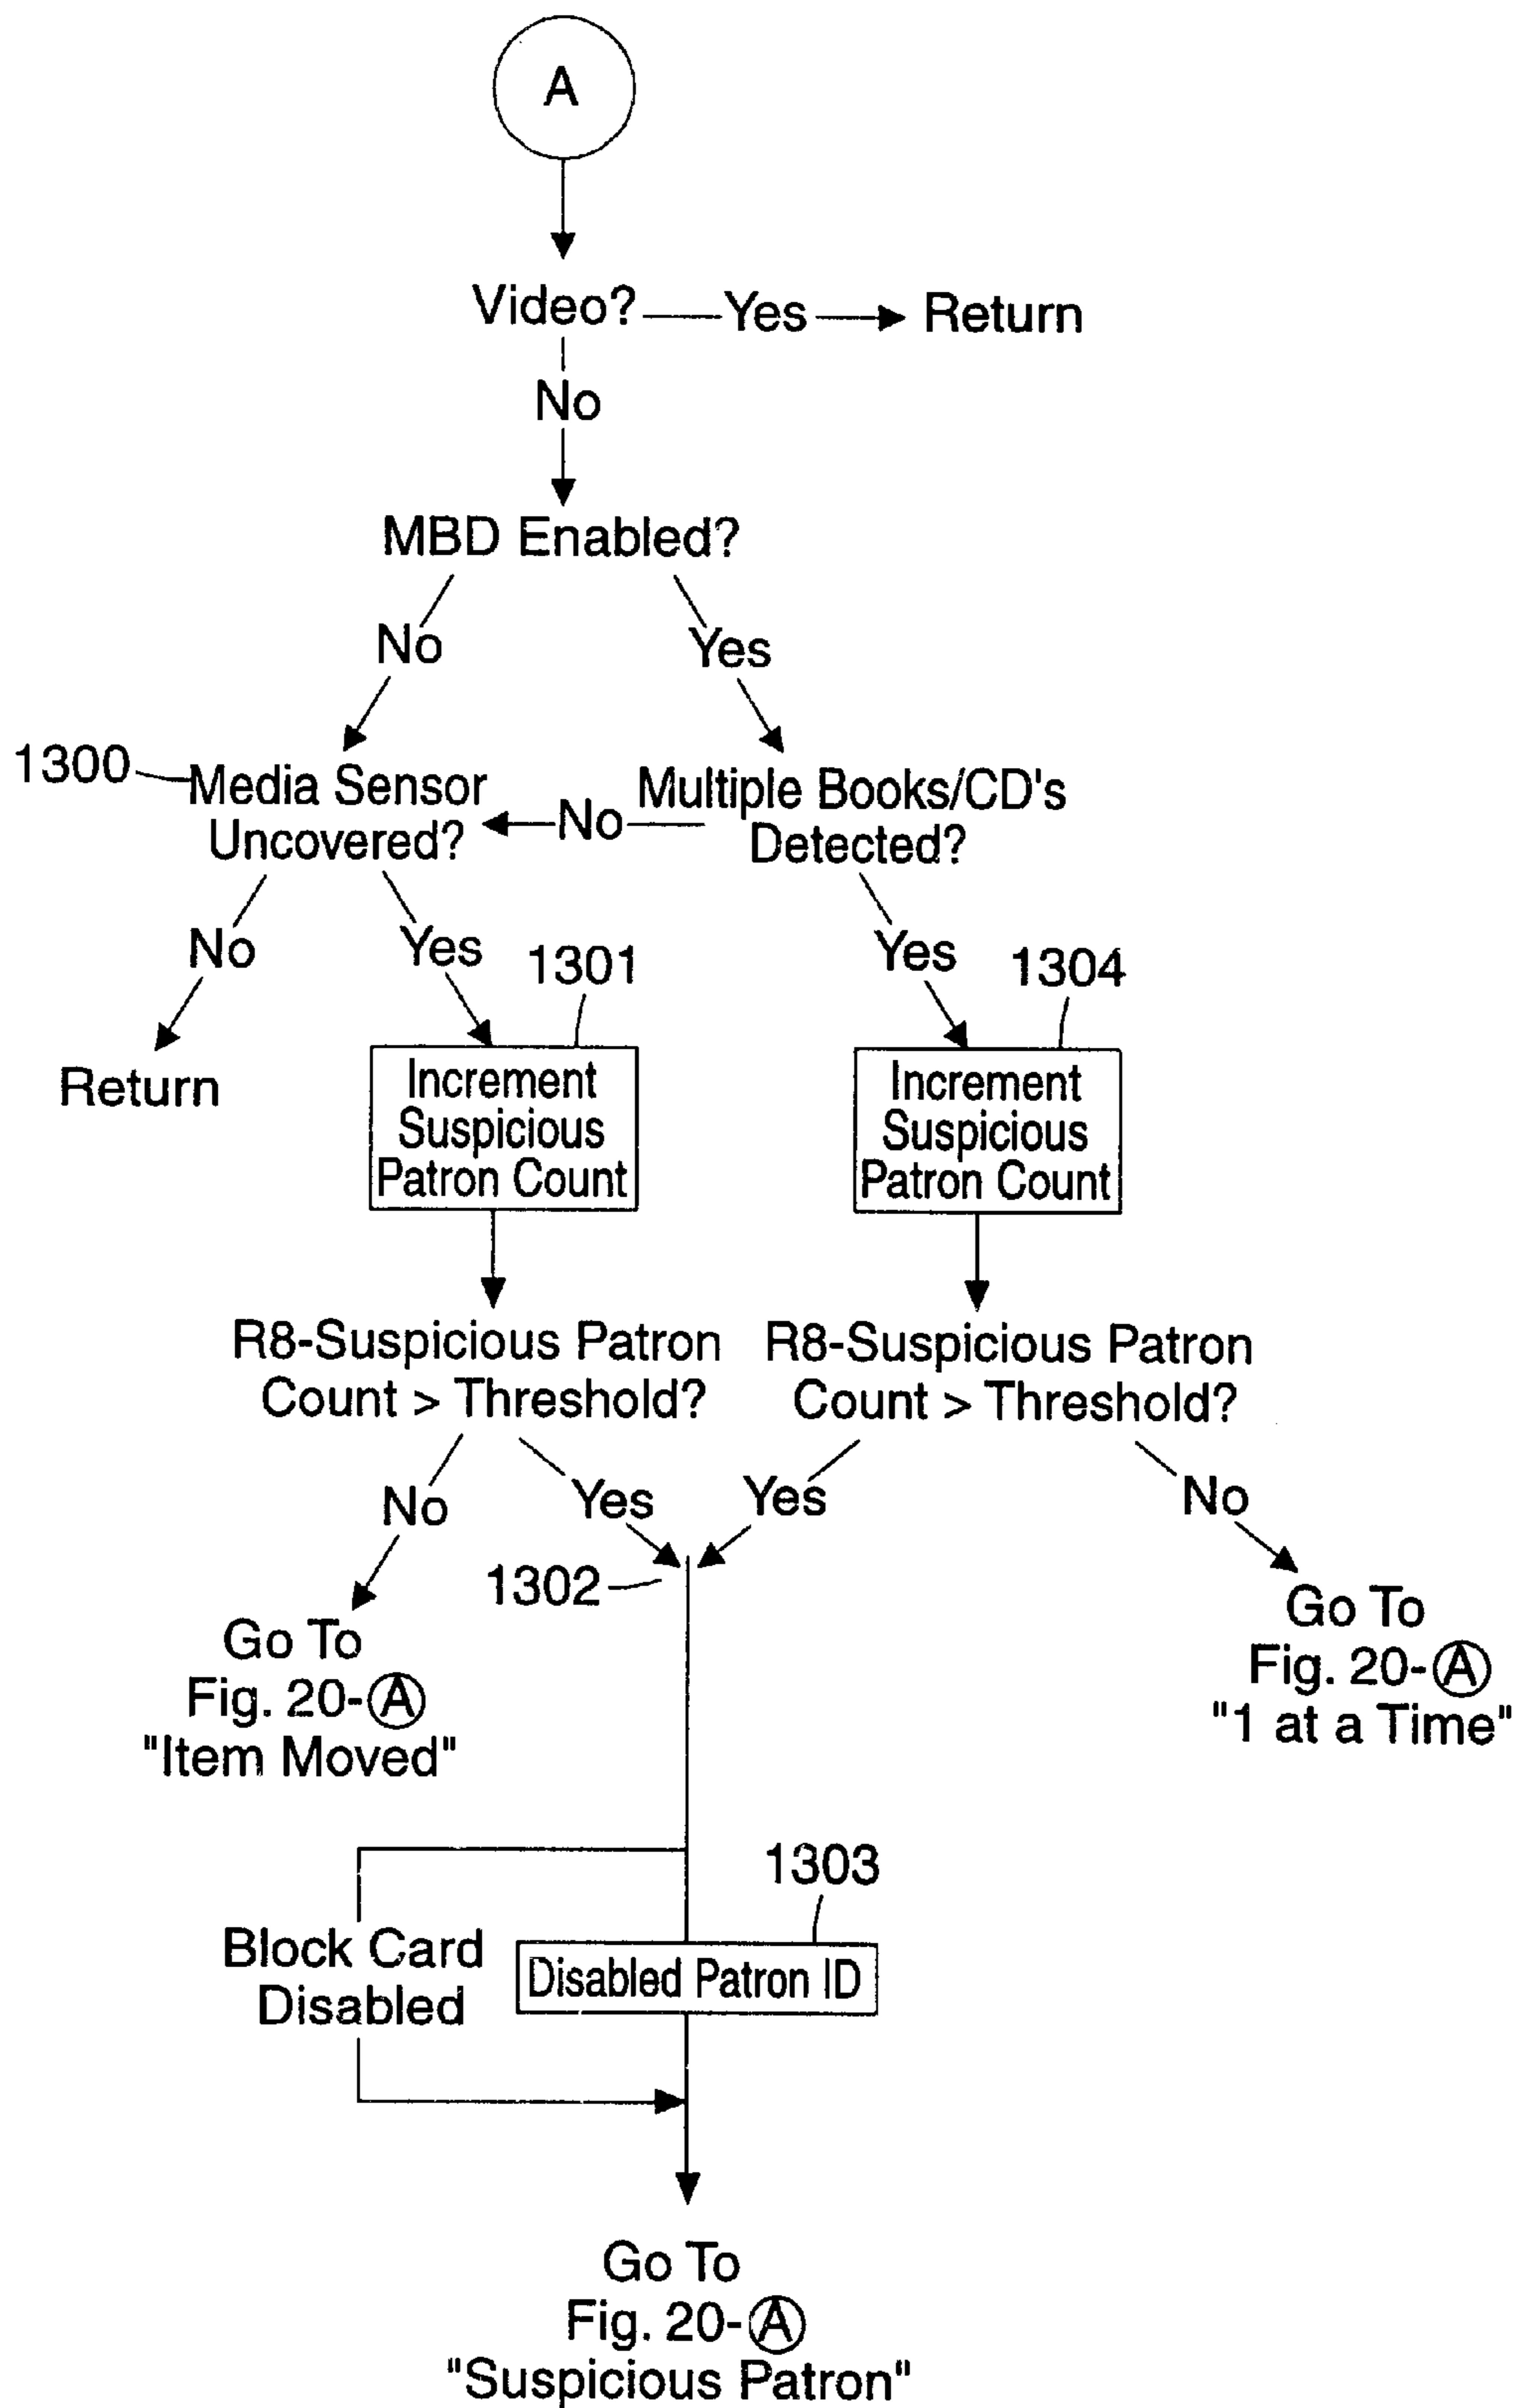 A
Video? Yes Return
No
MBD Enabled?
No Yes
1300 Media Sensor
Uncovered?
No
Multiple Books/CD's
Detected?
No Yes 1301 Yes 1304
Return
Increment
Suspicious
Patron Count
Increment
Suspicious
Patron Count
R8-Suspicious Patron
Count > Threshold?
R8-Suspicious Patron
Count > Threshold?
No Yes Yes No
1302
Go To
Fig. 20-A
"Item Moved"
Go To
Fig. 20-A
"1 at a Time"
1303
Block Card
Disabled
Disabled Patron ID
Go To
Fig. 20-A
"Suspicious Patron"